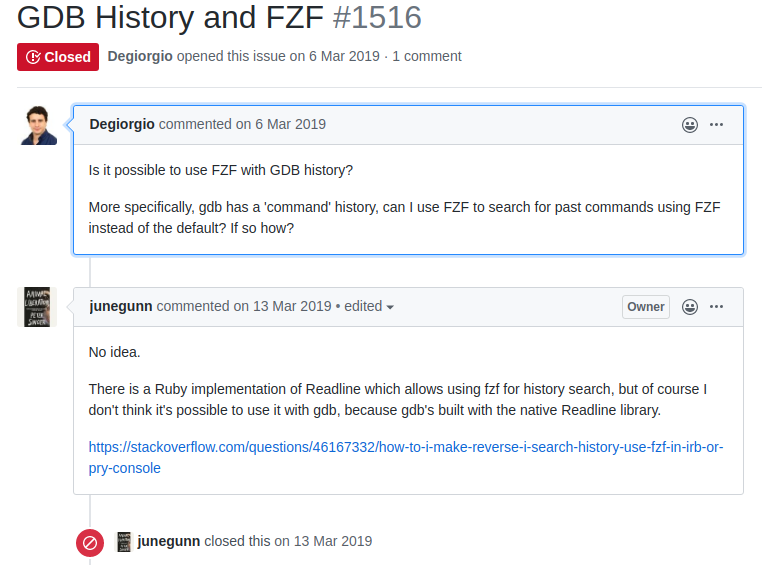 GDB History and FZF #1516
Closed Degiorgio opened this issue on 6 Mar 2019 · 1 comment
Degiorgio commented on 6 Mar 2019
Is it possible to use FZF with GDB history?
More specifically, gdb has a 'command' history, can I use FZF to search for past commands using FZF
instead of the default? If so how?
junegunn commented on 13 Mar 2019 • edited
Owner
No idea.
There is a Ruby implementation of Readline which allows using fzf for history search, but of course I
don't think it's possible to use it with gdb, because gdb's built with the native Readline library.
https://stackoverflow.com/questions/46167332/how-to-i-make-reverse-i-search-history-use-fzf-in-irb-or-
pry-console
ANIMAL
LIBERATION
PETER
SINGER
junegunn closed this on 13 Mar 2019